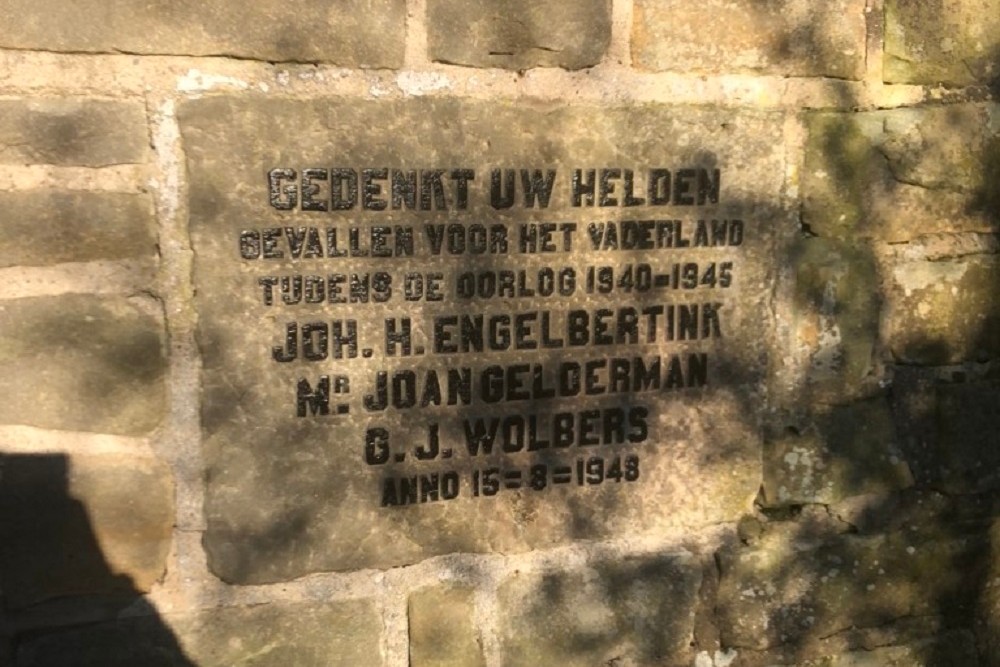 GEDENKT UW HELDEN
GEVALLEN VOOR HET VADERLAND
TIJDENS DE OORLOG 1940=1945
JOH. H. ENGELBERTINK
MR. JOAN GELDERMAN
G. J. WOLBERS
ANNO 15=8=1948